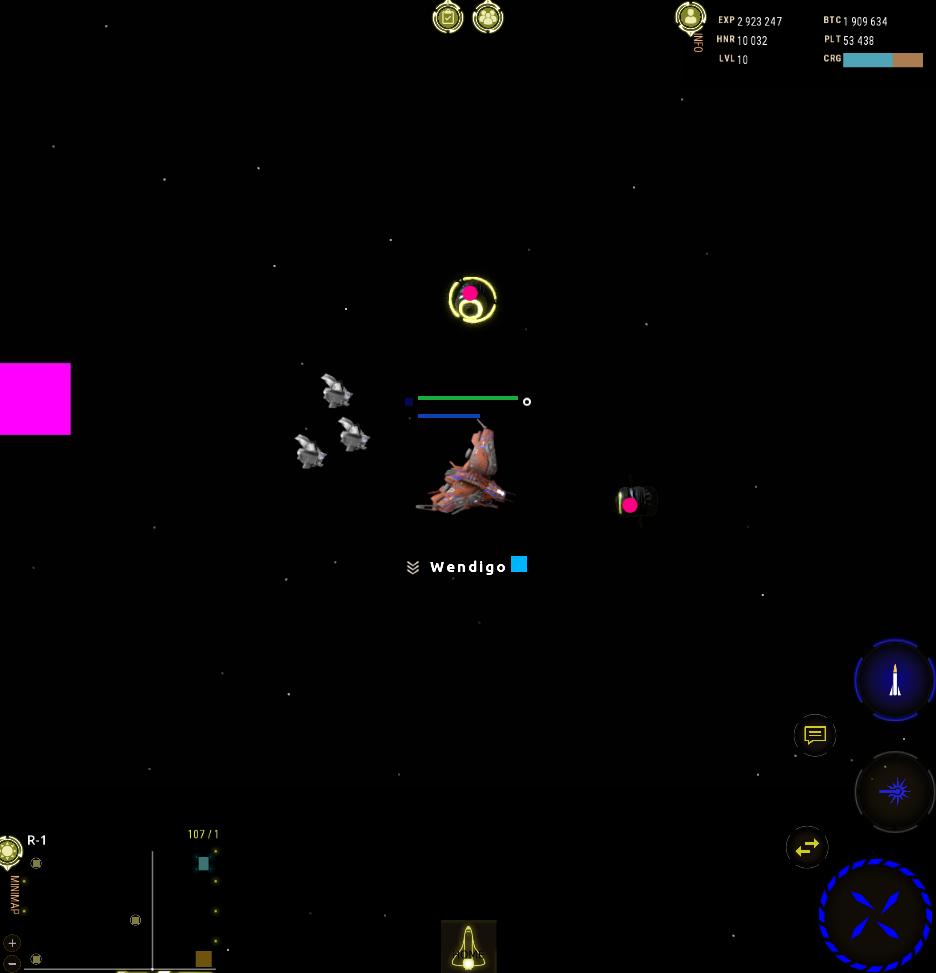 EXP 2 923 247 BTC 1 909 634
HNR 10 032 PLT 53 438
LVL 10 CRG
INFO
Wendigo
R-1 107 / 1
MINIMAP